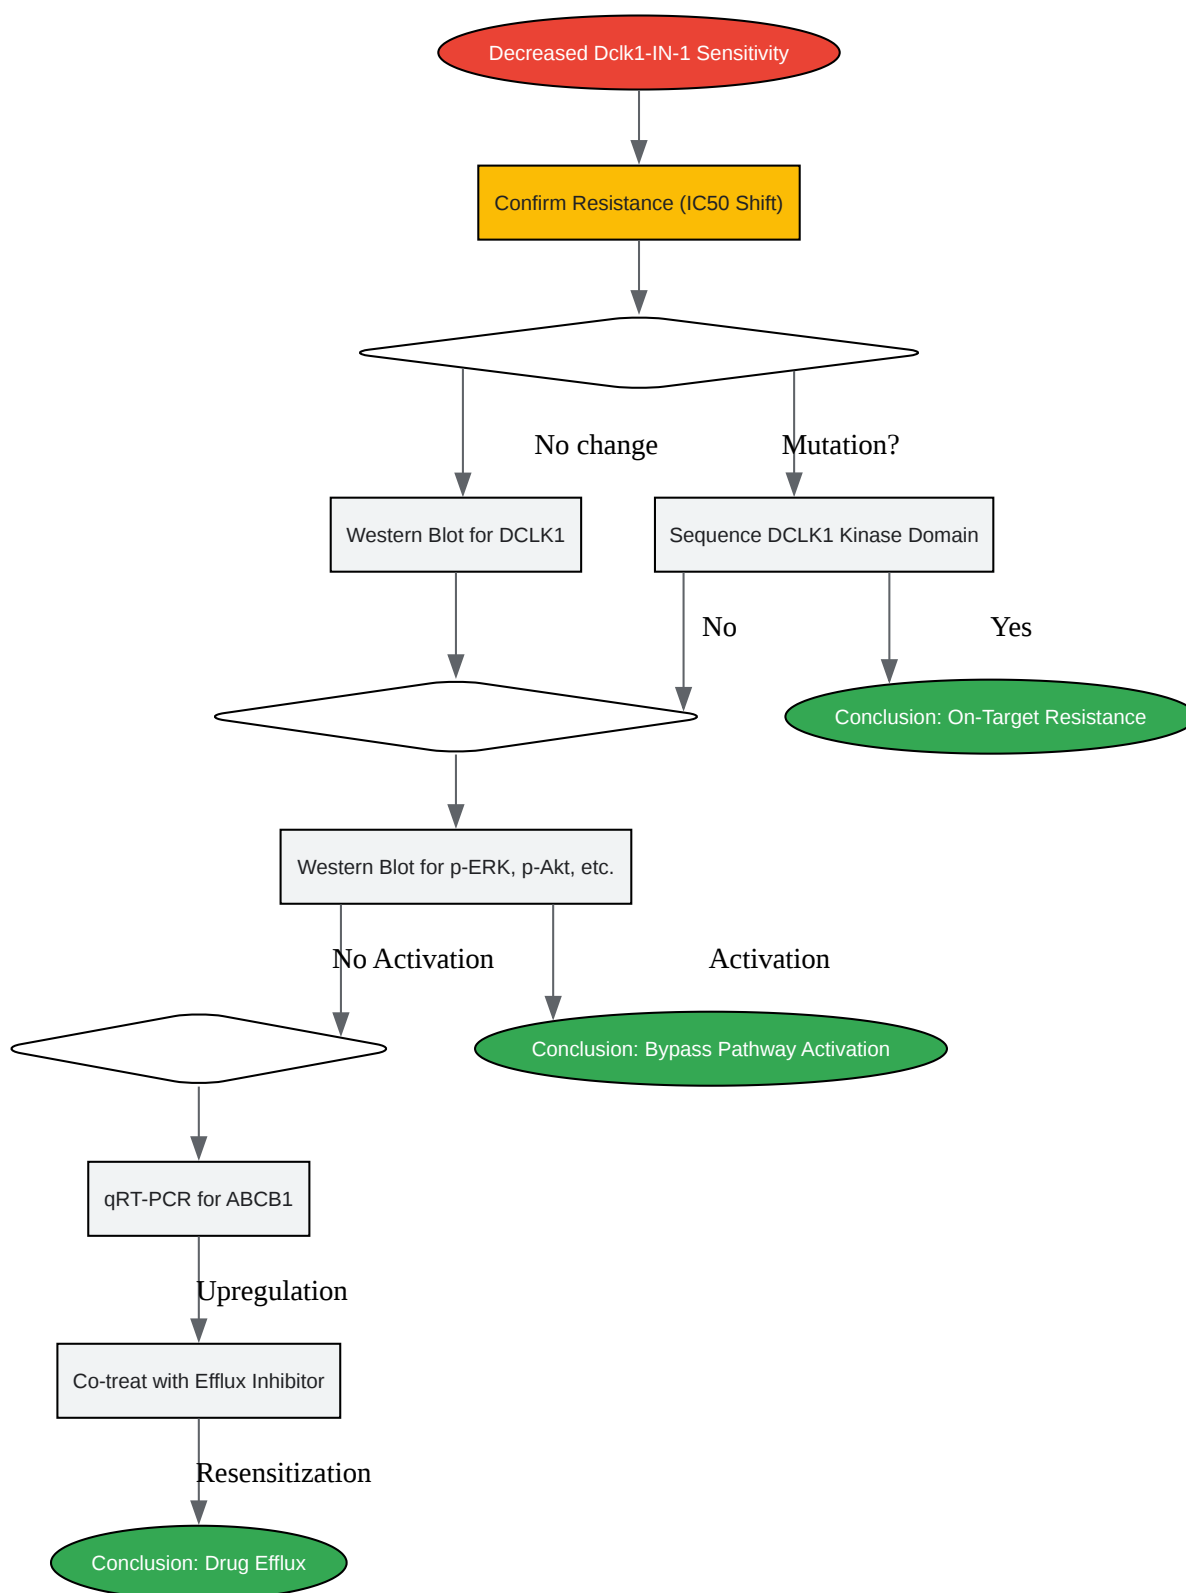 Decreased Dclk1-IN-1 Sensitivity
Confirm Resistance (IC50 Shift)
No change
Mutation?
Western Blot for DCLK1
Sequence DCLK1 Kinase Domain
No
Yes
Conclusion: On-Target Resistance
Western Blot for p-ERK, p-Akt, etc.
No Activation
Activation
Conclusion: Bypass Pathway Activation
qRT-PCR for ABCB1
Upregulation
Co-treat with Efflux Inhibitor
Resensitization
Conclusion: Drug Efflux